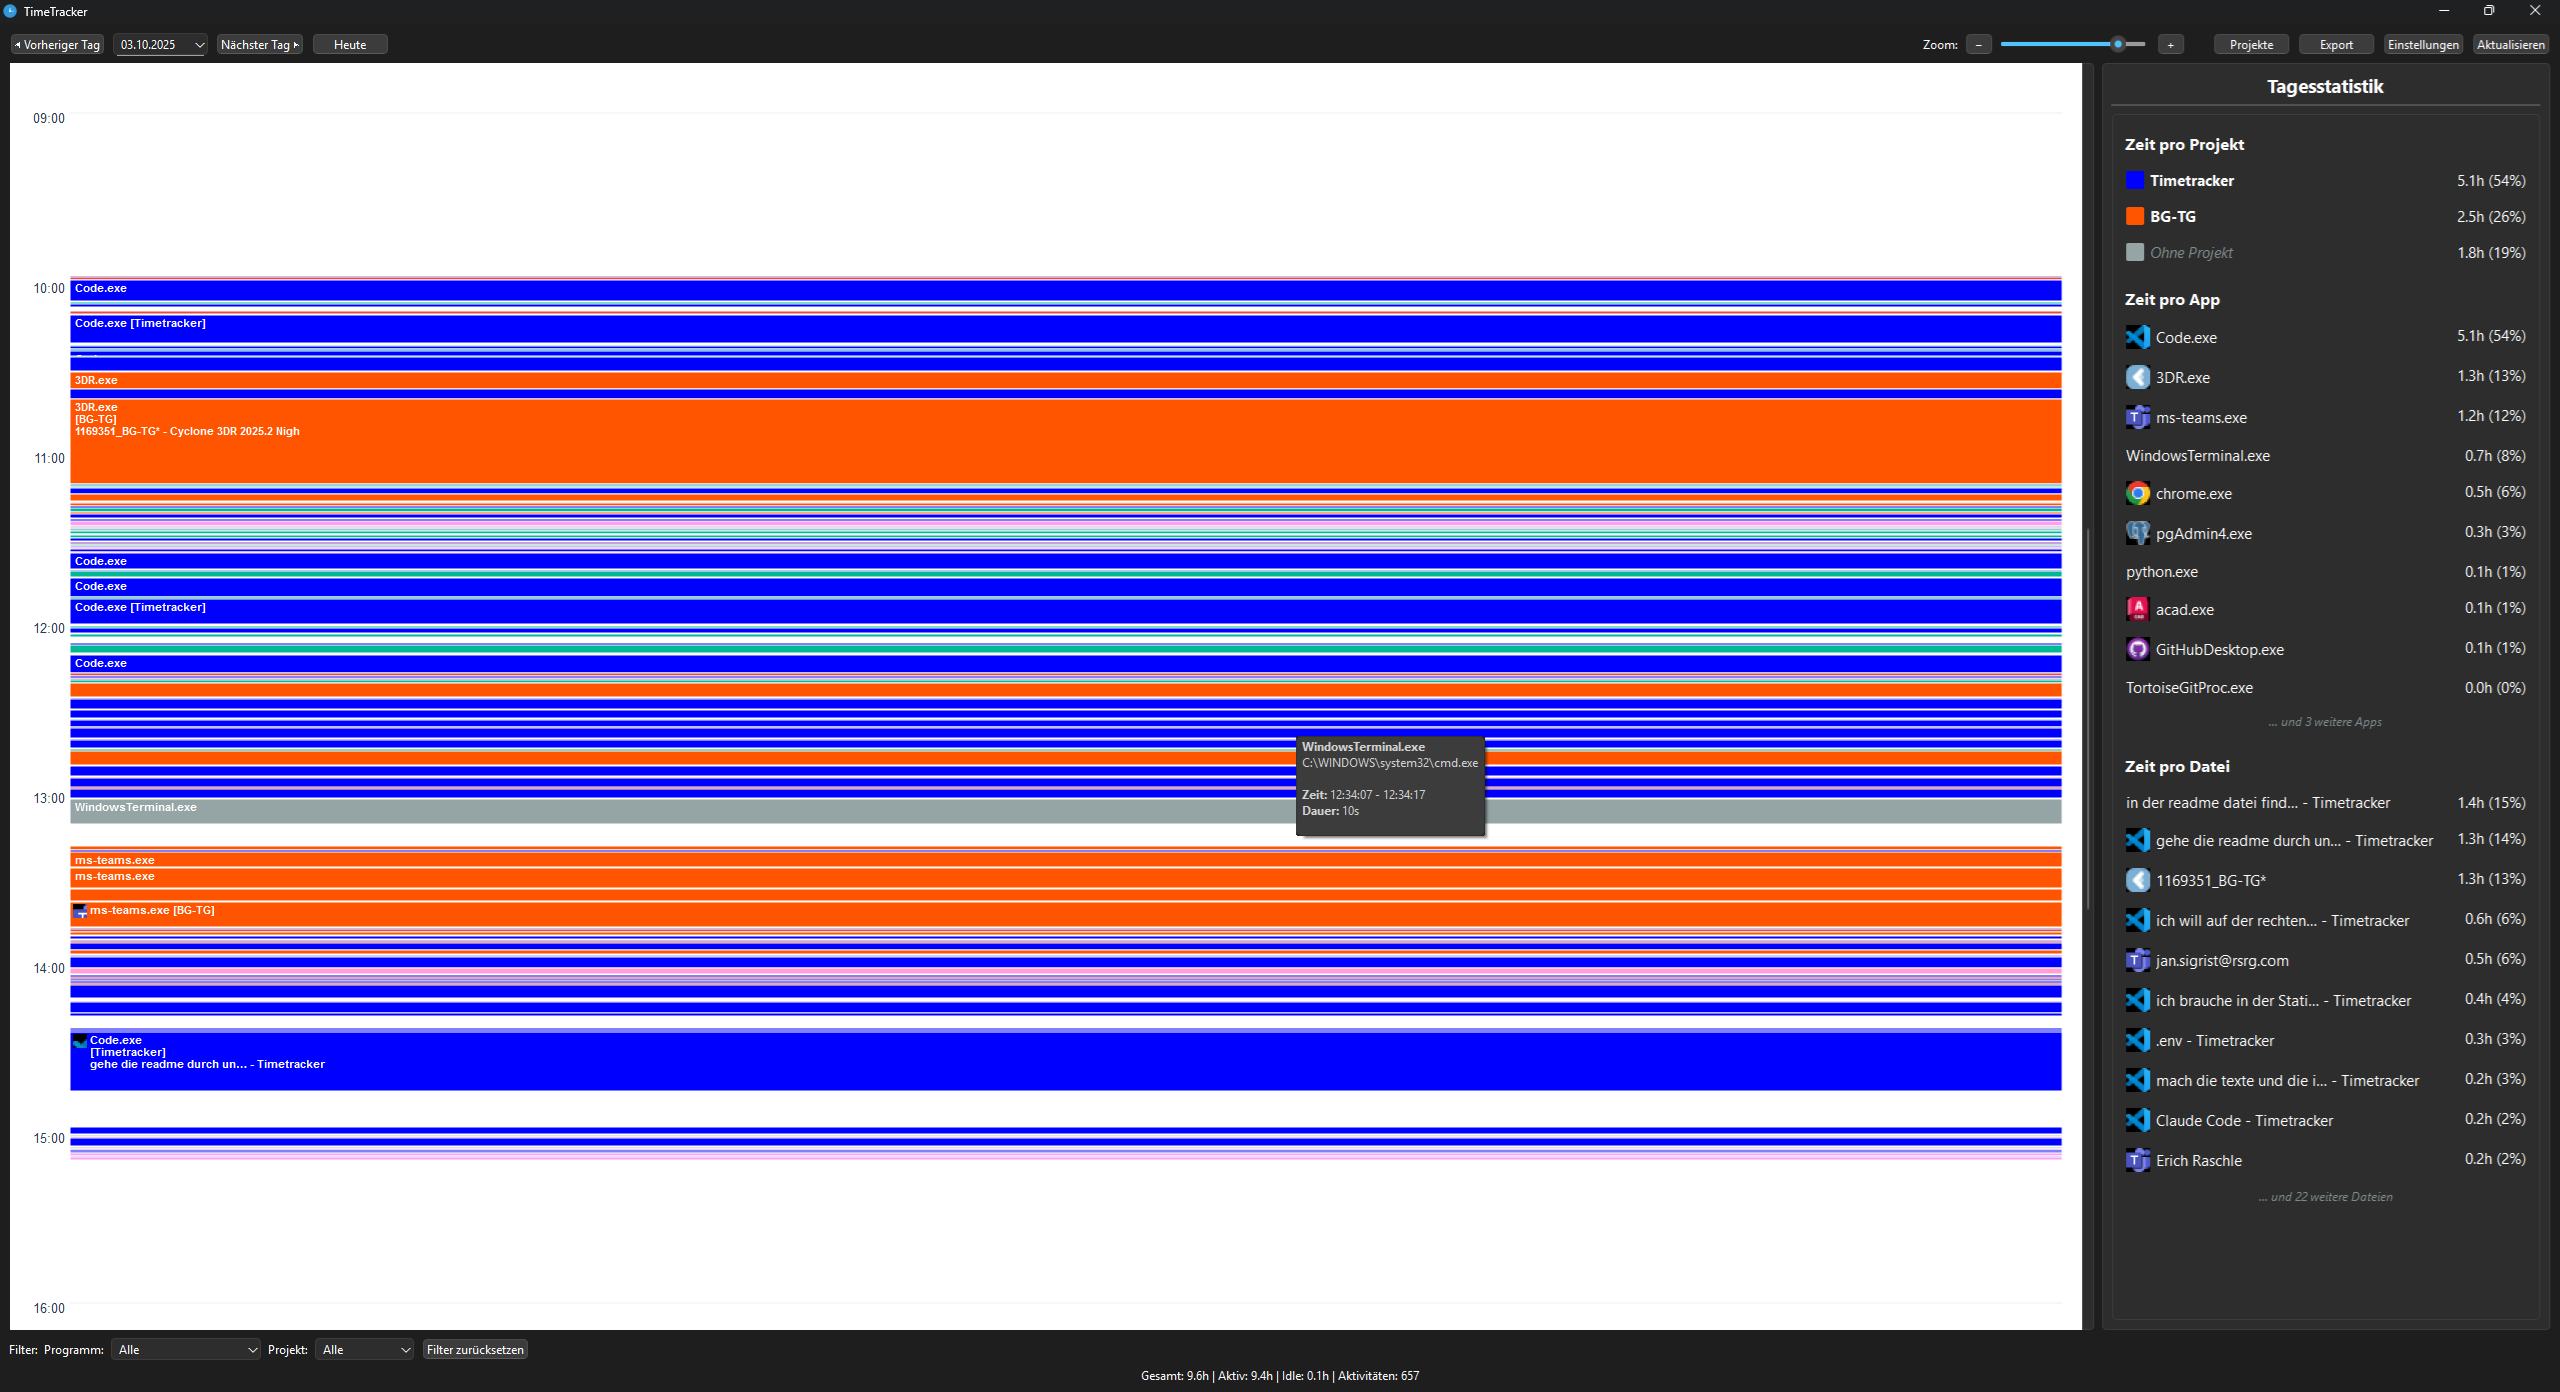 TimeTracker
Vorheriger Tag
03.10.2025
Nächster Tag
Heute
Zoom:
-
+
Projekte
Export
Einstellungen
Aktualisieren
09:00
10:00
Code.exe
Code.exe [Timetracker]
3DR.exe
3DR.exe
[BG-TG]
1169351_BG-TG* - Cyclone 3DR 2025.2 Nigh
11:00
Code.exe
Code.exe
Code.exe [Timetracker]
12:00
Code.exe
WindowsTerminal.exe
C:\WINDOWS\system32\cmd.exe
Zeit: 12:34:07 - 12:34:17
Dauer: 10s
13:00
WindowsTerminal.exe
ms-teams.exe
ms-teams.exe
ms-teams.exe [BG-TG]
14:00
Code.exe
[Timetracker]
gehe die readme durch un... - Timetracker
15:00
16:00
Tagesstatistik
Zeit pro Projekt
Timetracker 5.1h (54%)
BG-TG 2.5h (26%)
Ohne Projekt 1.8h (19%)
Zeit pro App
Code.exe 5.1h (54%)
3DR.exe 1.3h (13%)
ms-teams.exe 1.2h (12%)
WindowsTerminal.exe 0.7h (8%)
chrome.exe 0.5h (6%)
pgAdmin4.exe 0.3h (3%)
python.exe 0.1h (1%)
acad.exe 0.1h (1%)
GitHubDesktop.exe 0.1h (1%)
TortoiseGitProc.exe 0.0h (0%)
... und 3 weitere Apps
Zeit pro Datei
in der readme datei find... - Timetracker 1.4h (15%)
gehe die readme durch un... - Timetracker 1.3h (14%)
1169351_BG-TG* 1.3h (13%)
ich will auf der rechten... - Timetracker 0.6h (6%)
jan.sigrist@rsrg.com 0.5h (6%)
ich brauche in der Stati... - Timetracker 0.4h (4%)
.env - Timetracker 0.3h (3%)
mach die texte und die i... - Timetracker 0.2h (3%)
Claude Code - Timetracker 0.2h (2%)
Erich Raschle 0.2h (2%)
... und 22 weitere Dateien
Filter: Programm: Alle Projekt: Alle Filter zurücksetzen
Gesamt: 9.6h | Aktiv: 9.4h | Idle: 0.1h | Aktivitäten: 657